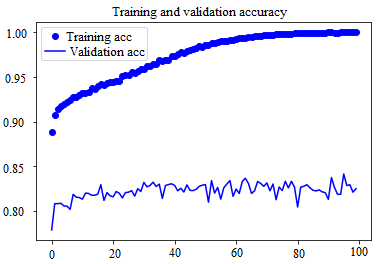 Training and validation accuracy
1.00
Training acc
Validation acc
0.95
0.90
0.85
0.80
0 20 40 60 80 100